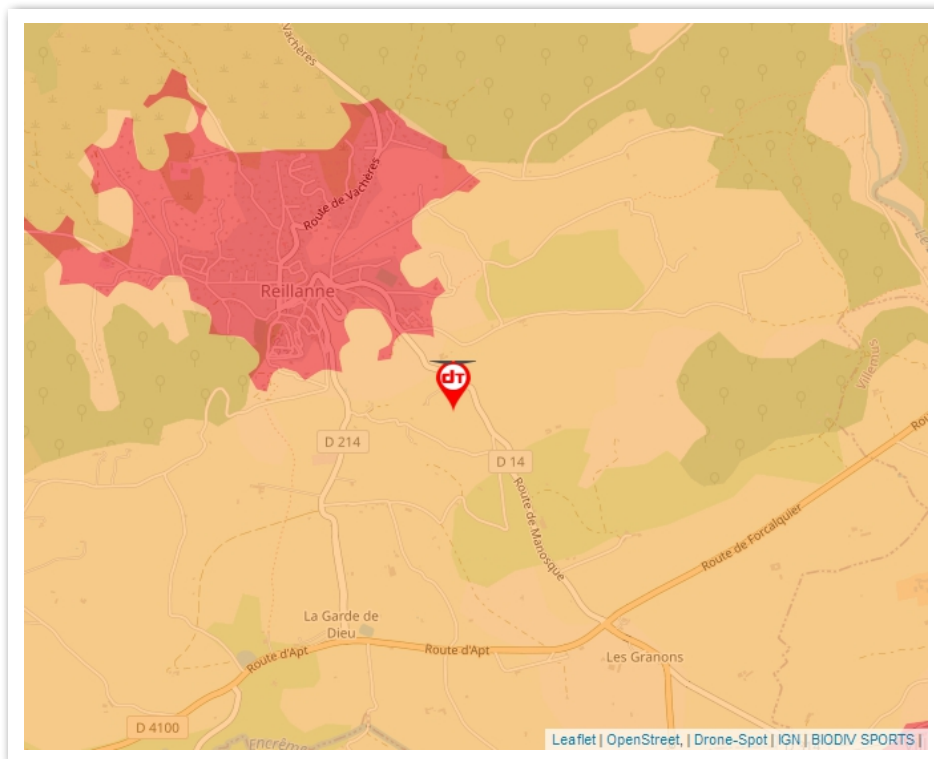 Vachères
Route de Vachères
Reillanne
dT
Villemus
D 214
D 14
Route de Manosque
Route de Forcalquier
La Garde de
Dieu
Route d'Apt
Route d'Apt
Les Granons
D 4100
Leaflet | OpenStreet, | Drone-Spot | IGN | BIODIV SPORTS |